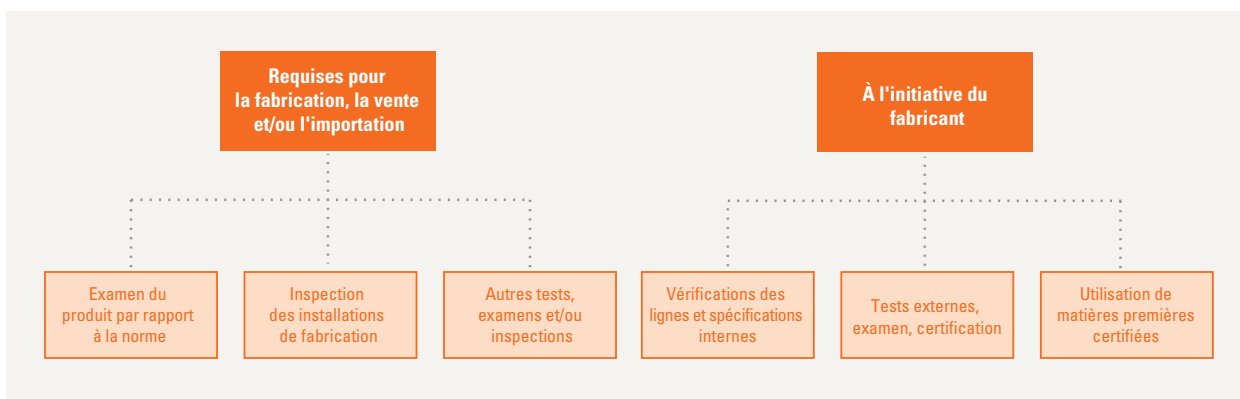 Requises pour
la fabrication, la vente
et/ou l'importation
À l'initiative du
fabricant
Examen du
produit par rapport
à la norme
Inspection
des installations
de fabrication
Autres tests,
examens et/ou
inspections
Vérifications des
lignes et spécifications
internes
Tests externes,
examen, certification
Utilisation de
matières premières
certifiées